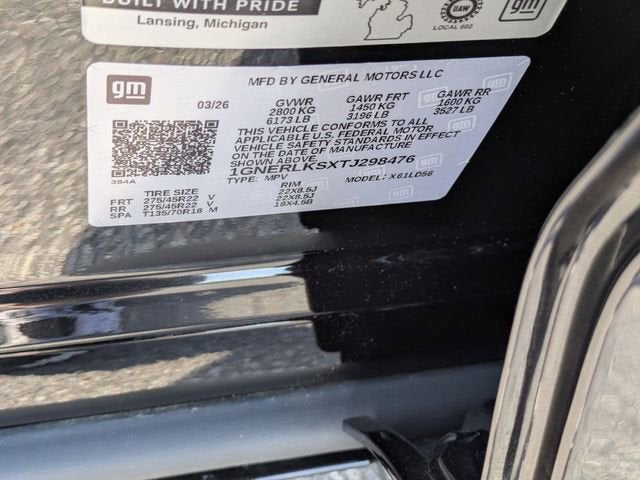 BUILT WITH PRIDE
Lansing, Michigan
UAW
LOCAL 602
gm
gm
MFD BY GENERAL MOTORS LLC
03/26
GVWR
2800 KG
6173 LB
GAWR FRT
1450 KG
3196 LB
GAWR RR
1600 KG
3527 LB
THIS VEHICLE CONFORMS TO ALL
APPLICABLE U.S. FEDERAL MOTOR
VEHICLE SAFETY STANDARDS IN EFFECT
ON THE DATE OF MANUFACTURE
SHOWN ABOVE.
1GNERLKSXTJ298476
TYPE: MPV
MODEL: X61LD56
384A
TIRE SIZE
RIM
FRT 275/45R22 V 22X8.5J
RR 275/45R22 V 22X8.5J
SPA T135/70R18 M 18X4.5B